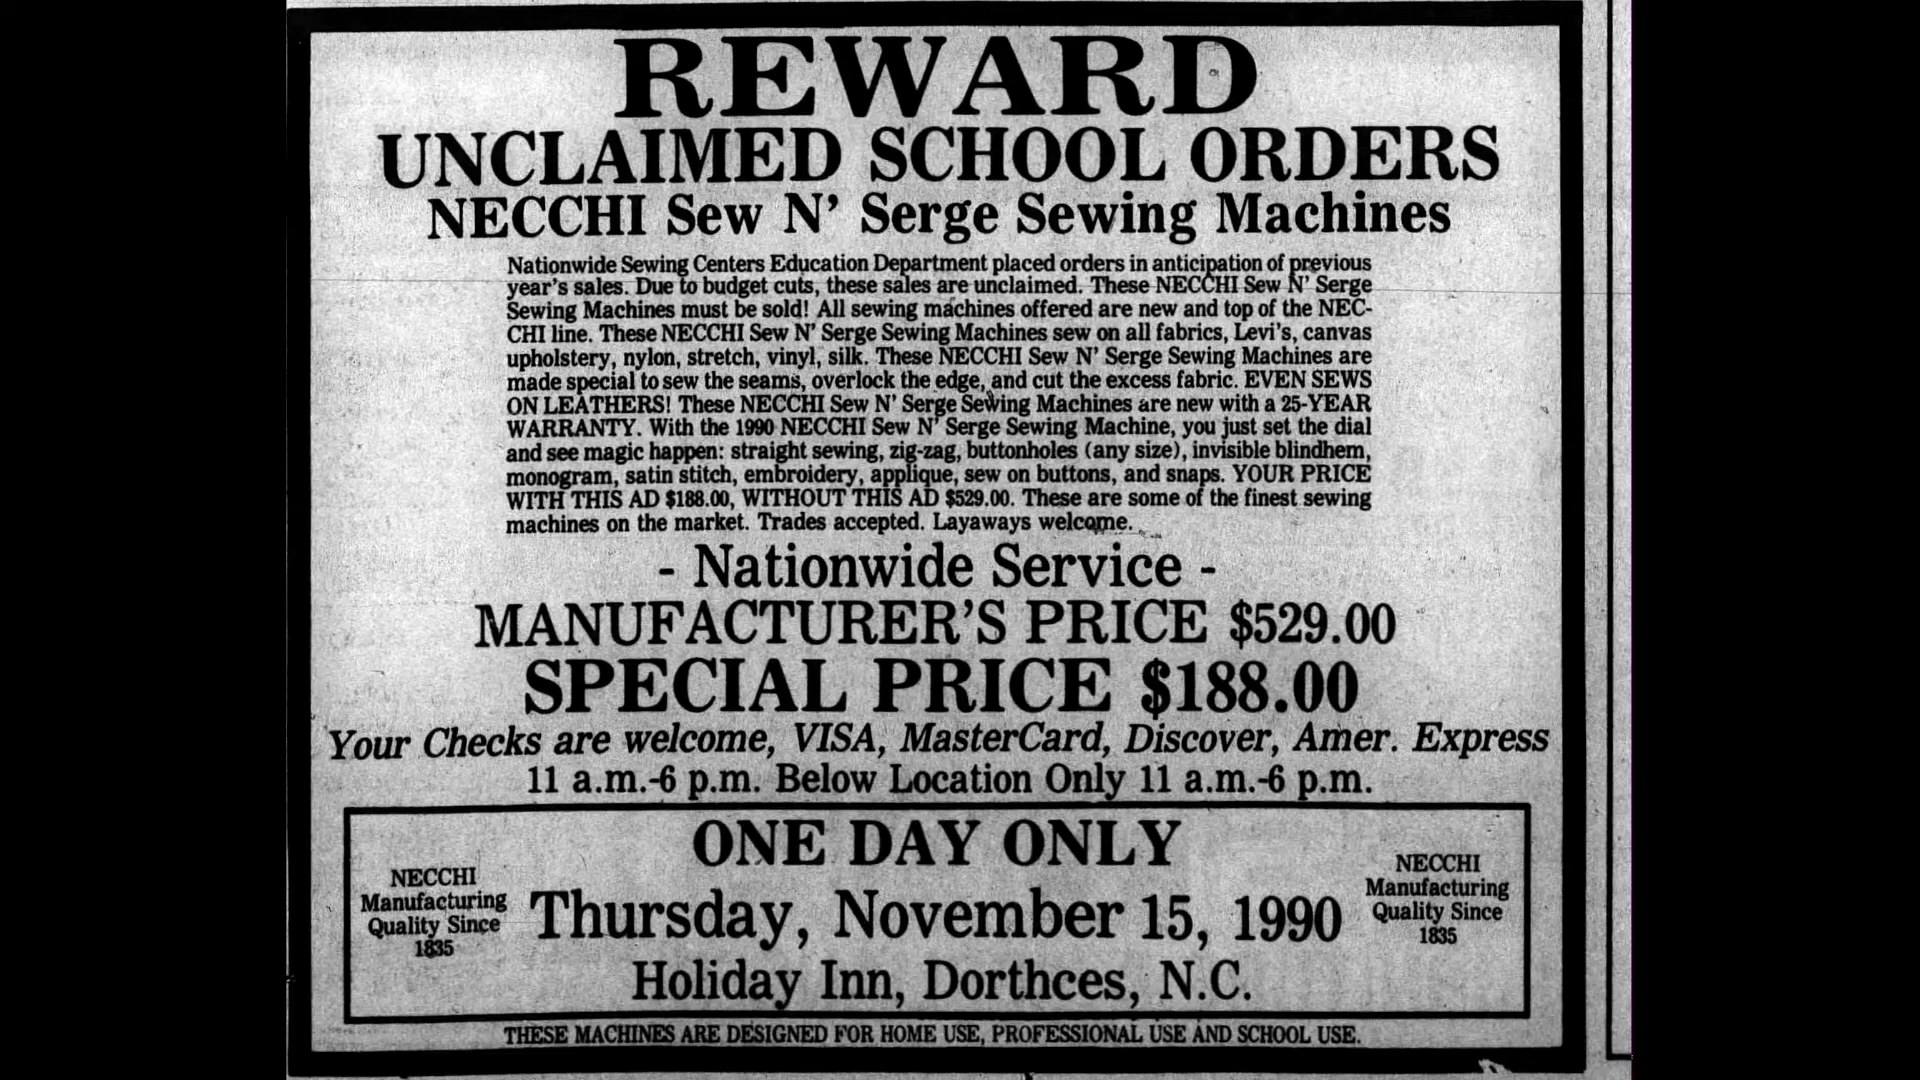 REWARD
UNCLAIMED SCHOOL ORDERS
NECCHI Sew N' Serge Sewing Machines
Nationwide Sewing Centers Education Department placed orders in anticipation of previous
year's sales. Due to budget cuts, these sales are unclaimed. These NECCHI Sew N' Serge
Sewing Machines must be sold! All sewing machines offered are new and top of the NEC-
CHI line. These NECCHI Sew N' Serge Sewing Machines sew on all fabrics, Levi's, canvas
upholstery, nylon, stretch, vinyl, silk. These NECCHI Sew N' Serge Sewing Machines are
made special to sew the seams, overlock the edge, and cut the excess fabric. EVEN SEWS
ON LEATHERS! These NECCHI Sew N' Serge Sewing Machines are new with a 25-YEAR
WARRANTY. With the 1990 NECCHI Sew N' Serge Sewing Machine, you just set the dial
and see magic happen: straight sewing, zig-zag, buttonholes (any size), invisible blindhem,
monogram, satin stitch, embroidery, applique, sew on buttons, and snaps. YOUR PRICE
WITH THIS AD $188.00, WITHOUT THIS AD $529.00. These are some of the finest sewing
machines on the market. Trades accepted. Layaways welcome.
- Nationwide Service -
MANUFACTURER'S PRICE $529.00
SPECIAL PRICE $188.00
Your Checks are welcome, VISA, MasterCard, Discover, Amer. Express
11 a.m.-6 p.m. Below Location Only 11 a.m.-6 p.m.
ONE DAY ONLY
Thursday, November 15, 1990
Holiday Inn, Dorthces, N.C.
NECCHI
Manufacturing
Quality Since
1835
NECCHI
Manufacturing
Quality Since
1835
THESE MACHINES ARE DESIGNED FOR HOME USE, PROFESSIONAL USE AND SCHOOL USE.